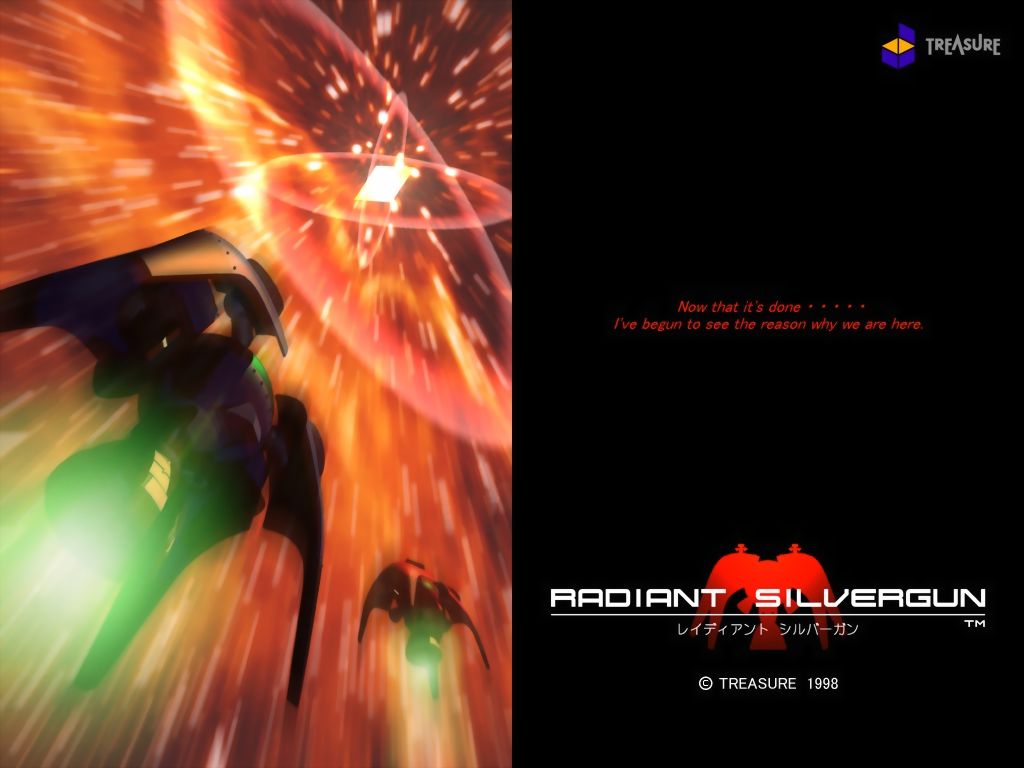 TREASURE
Now that it's done・・・・・
I've begun to see the reason why we are here.
RADIANT SILVERGUN
TM
レイディアント シルバーガン
© TREASURE 1998